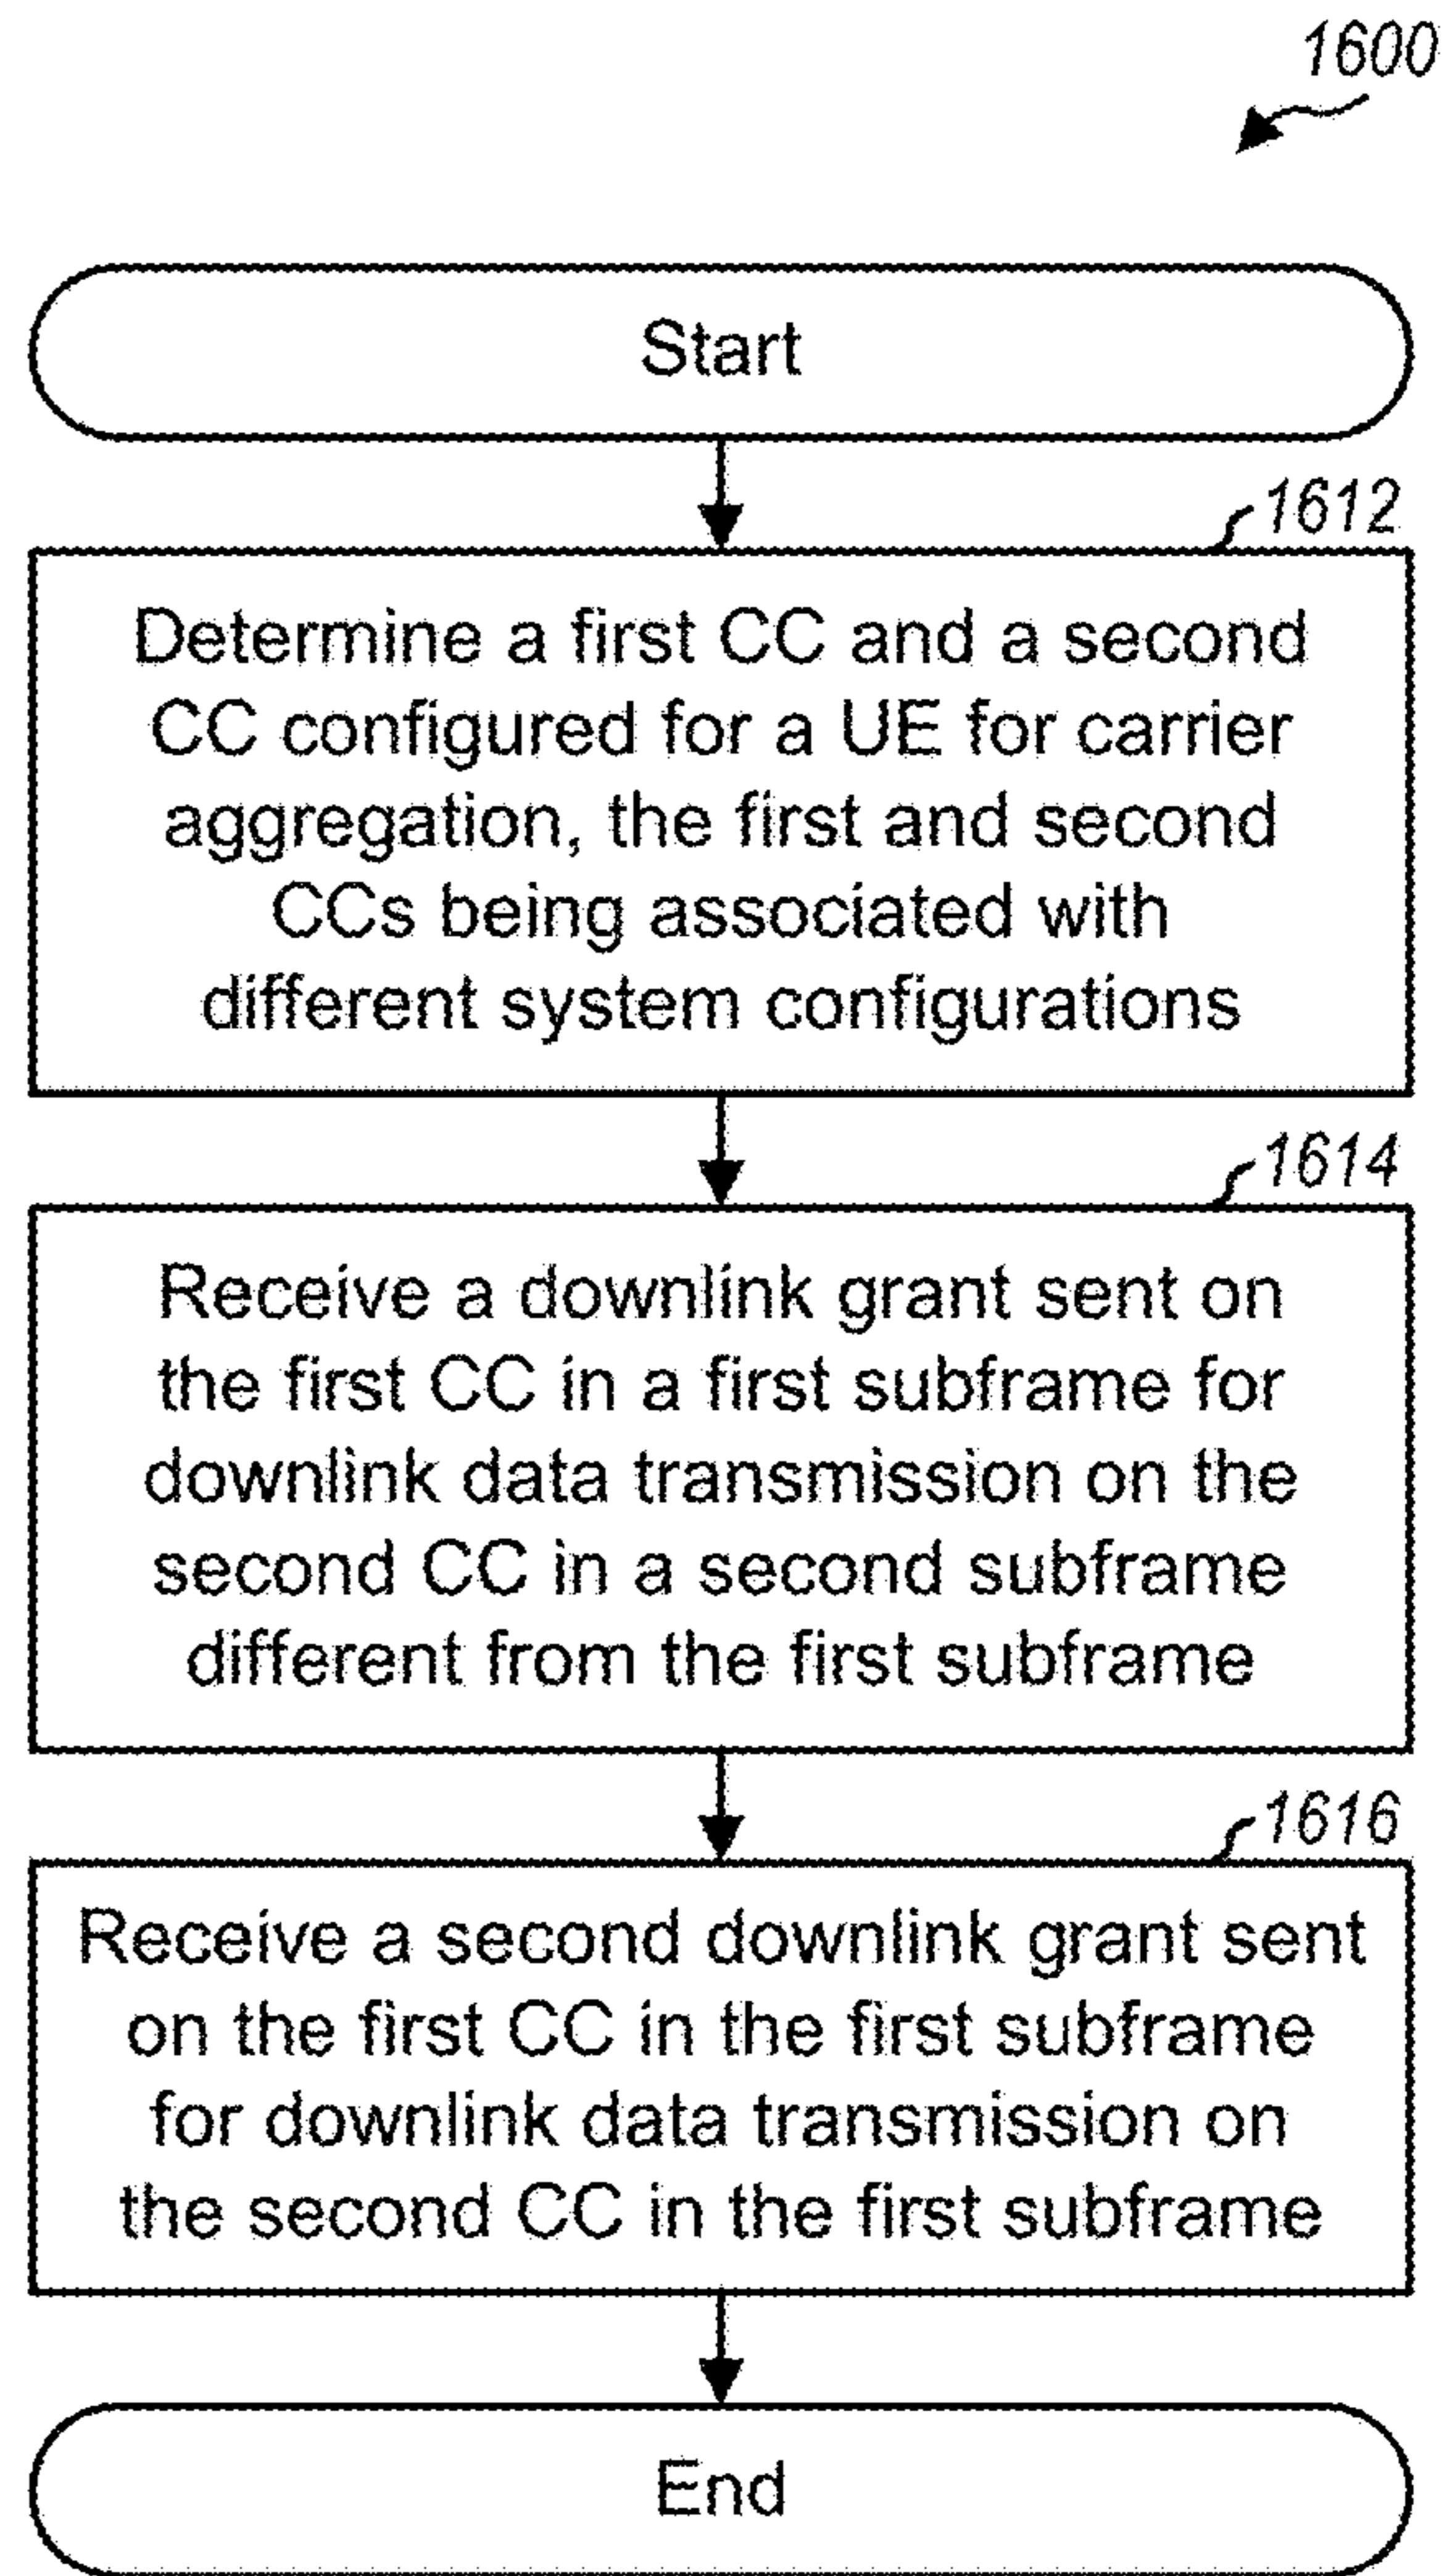 1600
Start
1612
Determine a first CC and a second
CC configured for a UE for carrier
aggregation, the first and second
CCs being associated with
different system configurations
1614
Receive a downlink grant sent on
the first CC in a first subframe for
downlink data transmission on the
second CC in a second subframe
different from the first subframe
1616
Receive a second downlink grant sent
on the first CC in the first subframe
for downlink data transmission on
the second CC in the first subframe
End